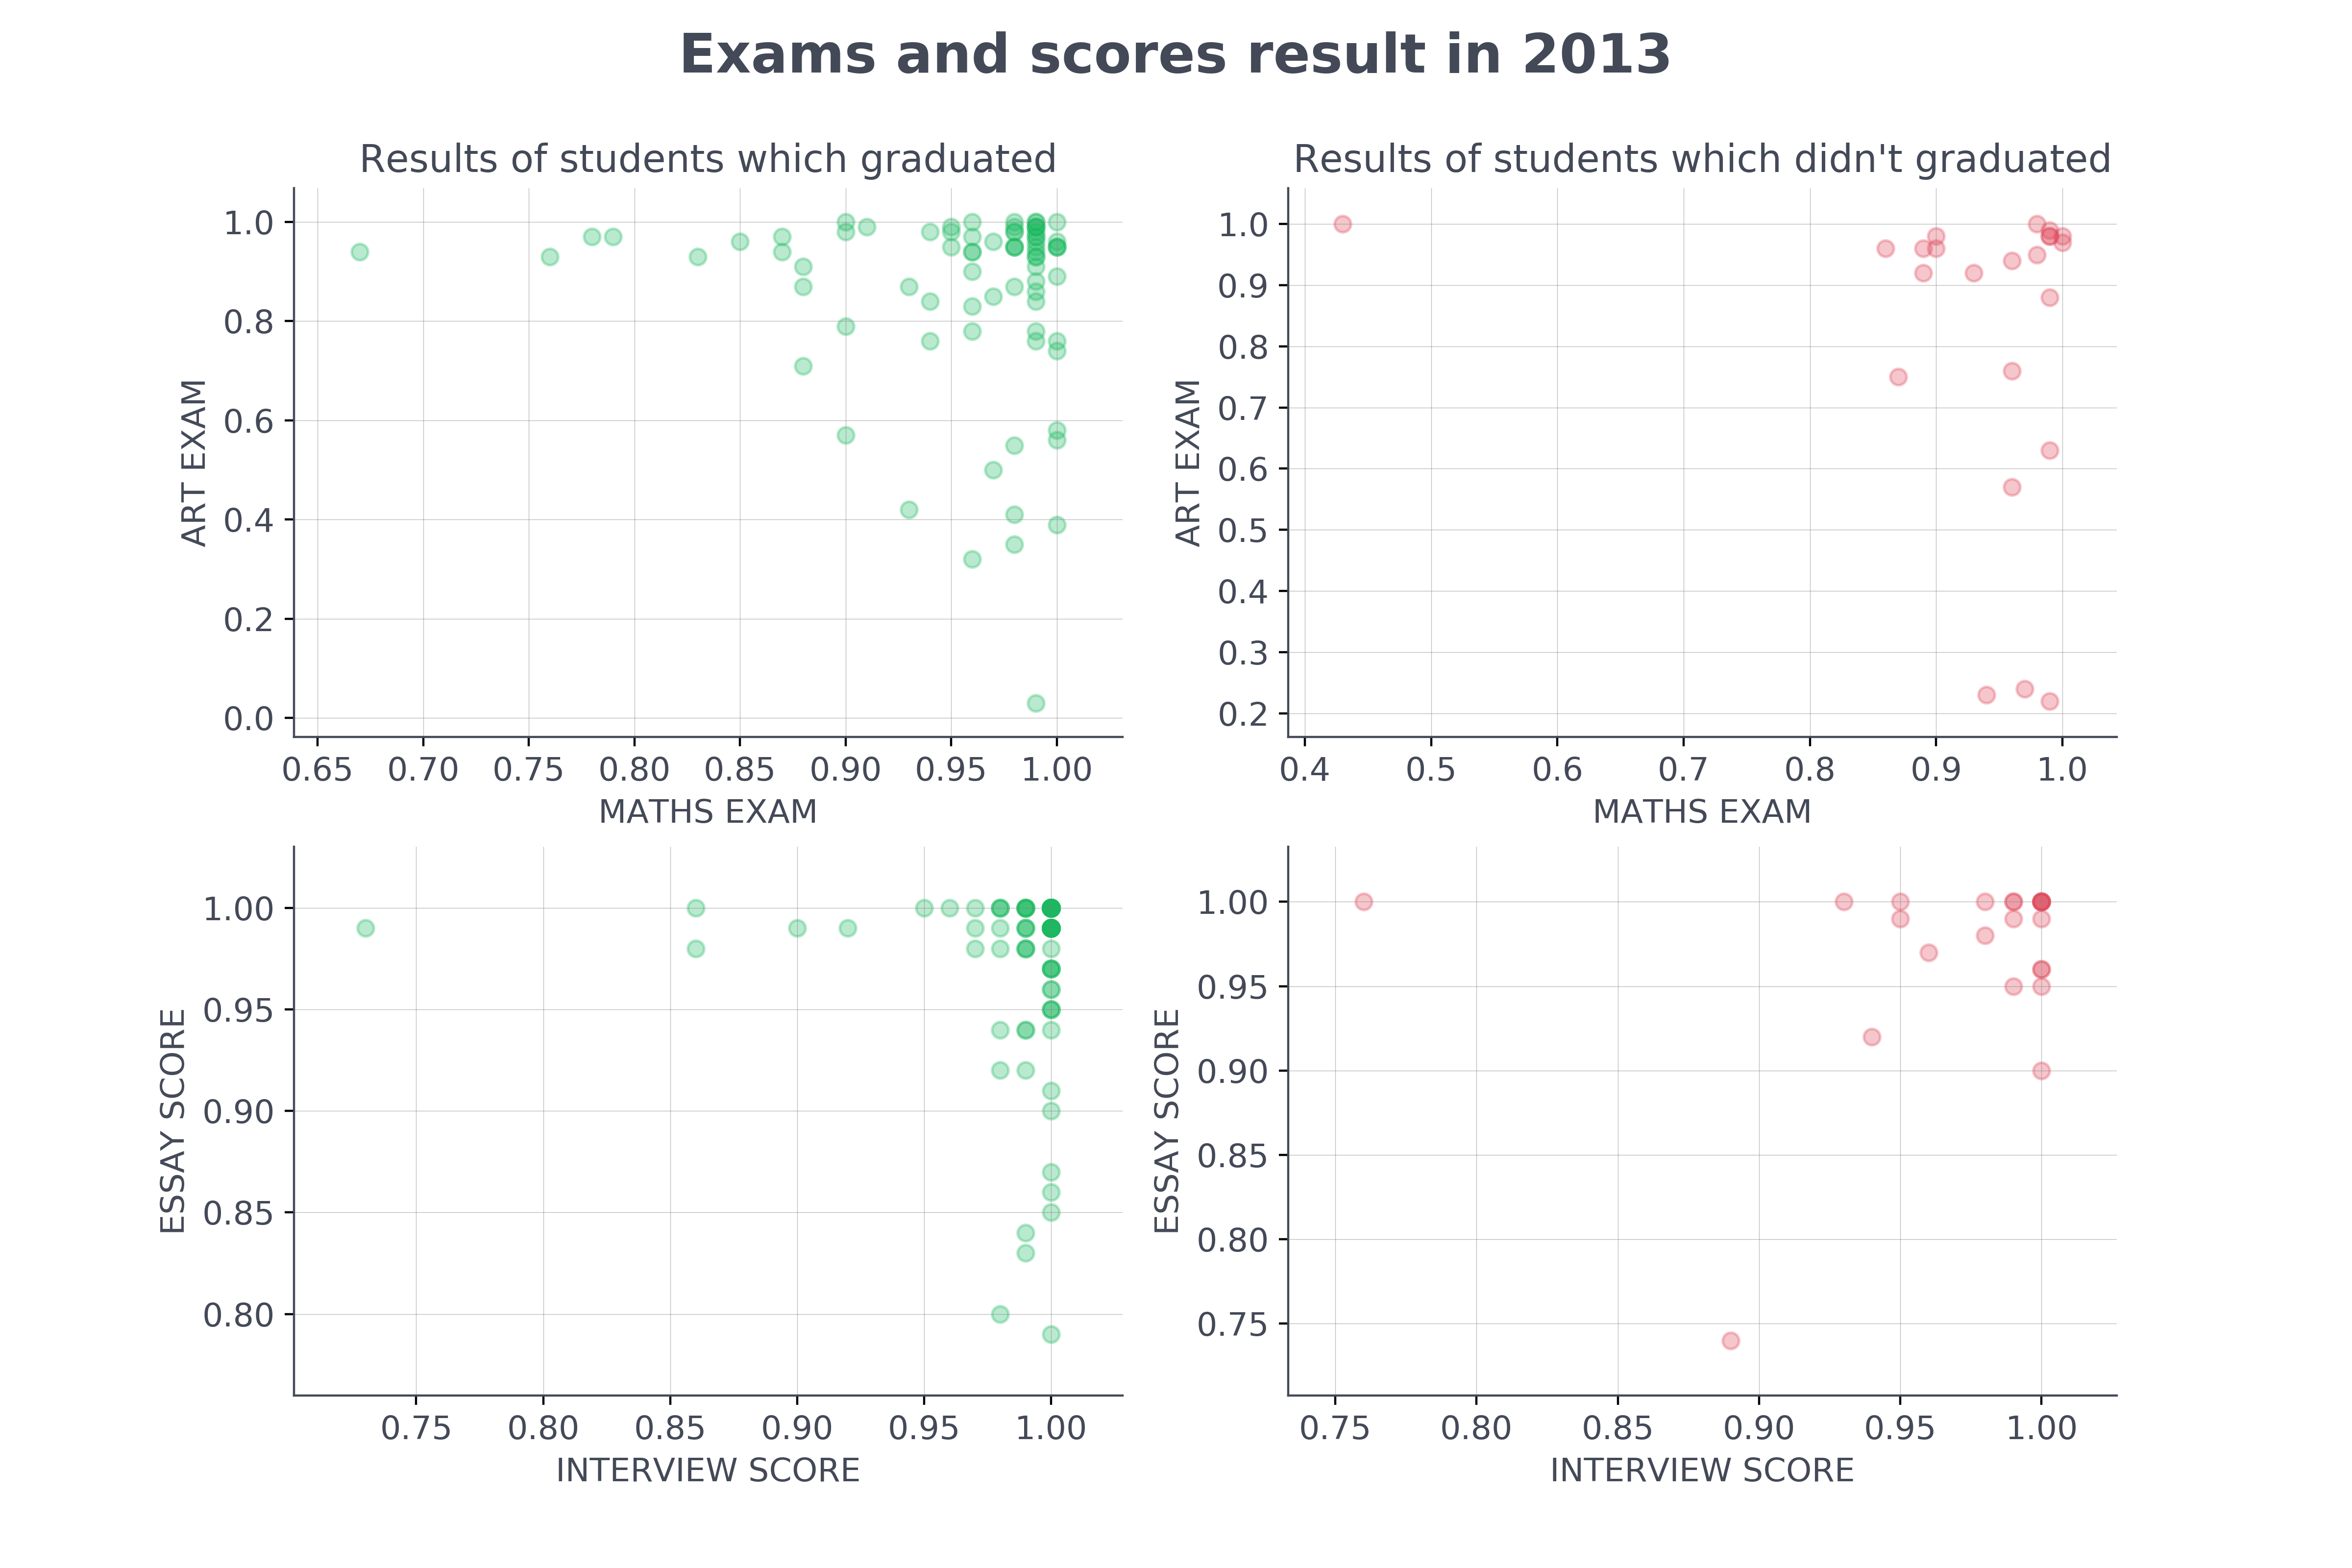 Exams and scores result in 2013
Results of students which graduated
1.0
0.8
0.6
0.4
0.2
0.0
ART EXAM
0.65 0.70 0.75 0.80 0.85 0.90 0.95 1.00
MATHS EXAM
Results of students which didn't graduated
1.0
0.9
0.8
0.7
0.6
0.5
0.4
0.3
0.2
ART EXAM
0.4 0.5 0.6 0.7 0.8 0.9 1.0
MATHS EXAM
1.00
0.95
0.90
0.85
0.80
ESSAY SCORE
0.75 0.80 0.85 0.90 0.95 1.00
INTERVIEW SCORE
1.00
0.95
0.90
0.85
0.80
0.75
ESSAY SCORE
0.75 0.80 0.85 0.90 0.95 1.00
INTERVIEW SCORE